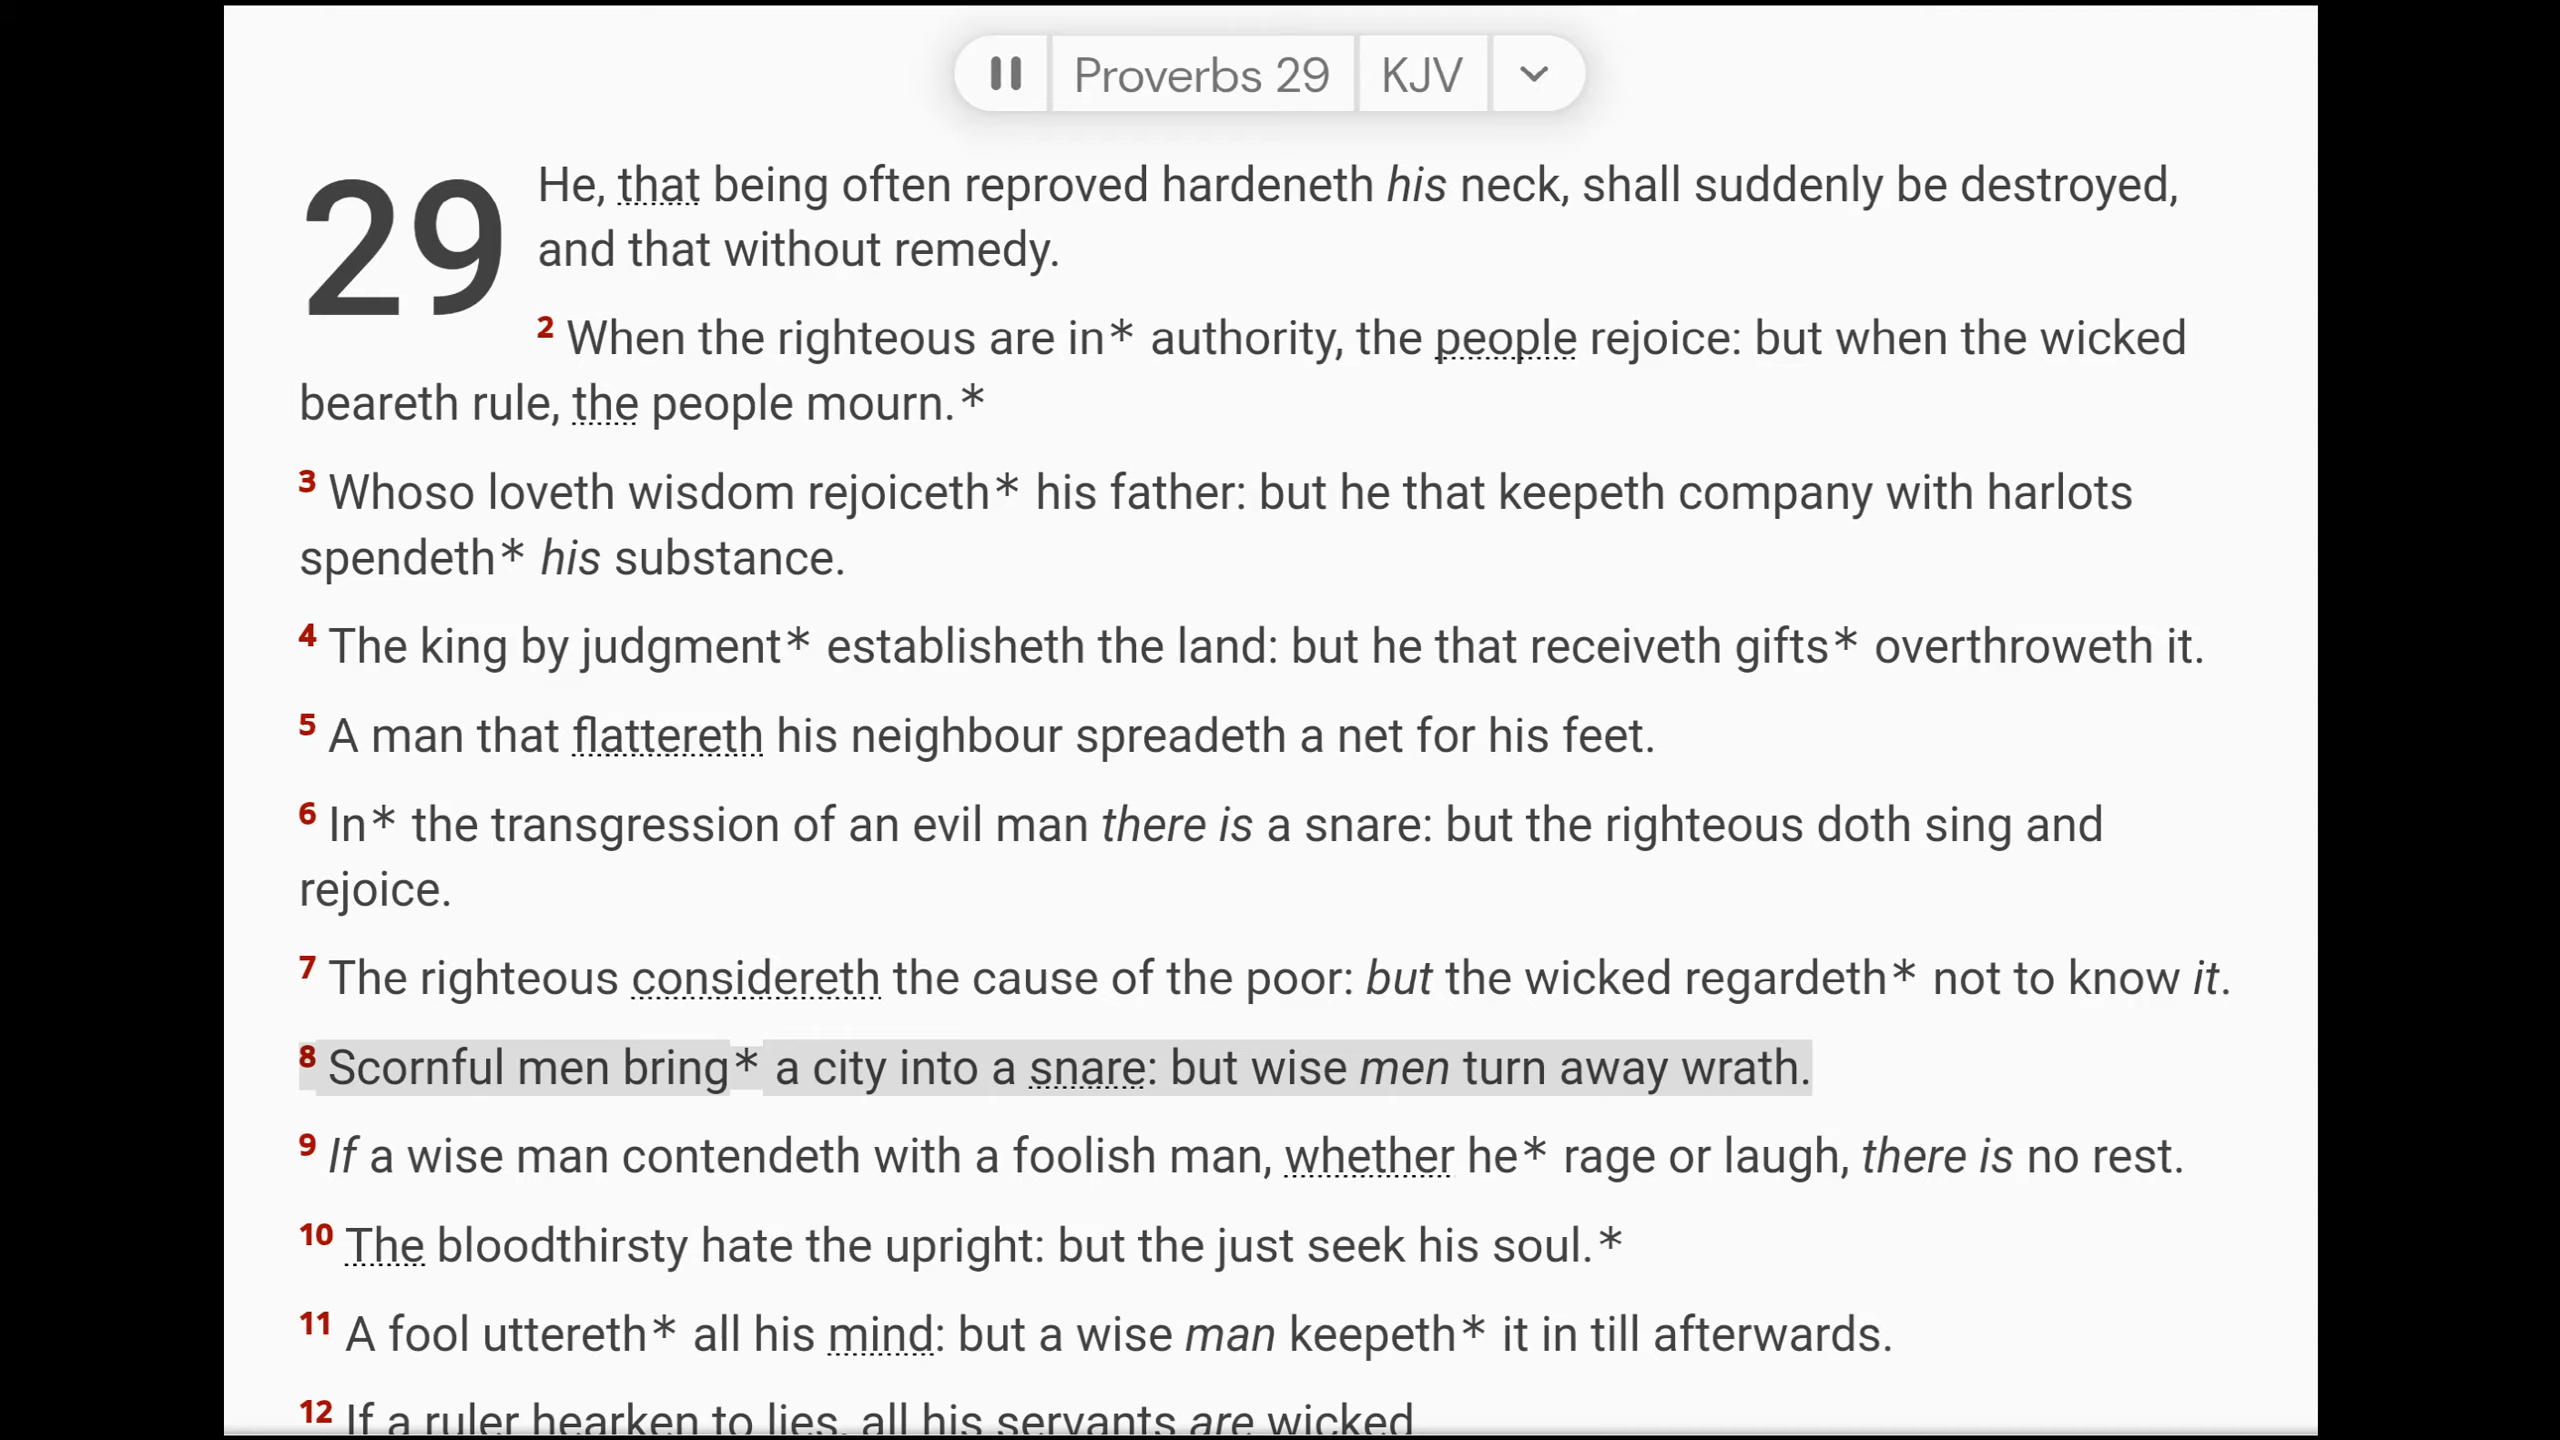 Proverbs 29 KJV
29
He, that being often reproved hardeneth his neck, shall suddenly be destroyed,
and that without remedy.
2 When the righteous are in* authority, the people rejoice: but when the wicked
beareth rule, the people mourn.*
3 Whoso loveth wisdom rejoiceth* his father: but he that keepeth company with harlots
spendeth* his substance.
4 The king by judgment* establisheth the land: but he that receiveth gifts* overthroweth it.
5 A man that flattereth his neighbour spreadeth a net for his feet.
6 In* the transgression of an evil man there is a snare: but the righteous doth sing and
rejoice.
7 The righteous considereth the cause of the poor: but the wicked regardeth* not to know it.
8 Scornful men bring* a city into a snare: but wise men turn away wrath.
9 If a wise man contendeth with a foolish man, whether he* rage or laugh, there is no rest.
10 The bloodthirsty hate the upright: but the just seek his soul.*
11 A fool uttereth* all his mind: but a wise man keepeth* it in till afterwards.
12 If a ruler hearken to lies, all his servants are wicked